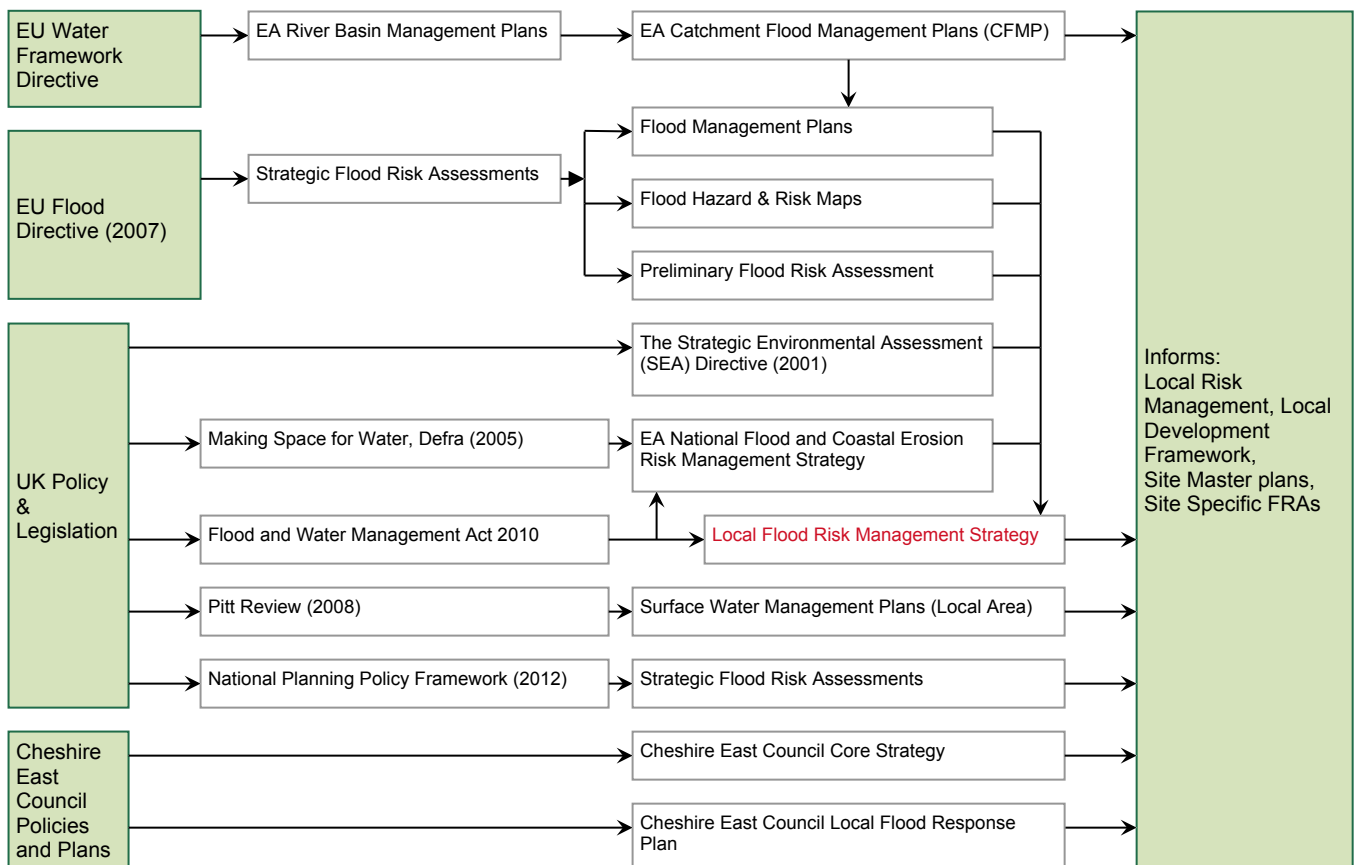 EU Water
Framework
Directive
EA River Basin Management Plans
EA Catchment Flood Management Plans (CFMP)
EU Flood
Directive (2007)
Strategic Flood Risk Assessments
Flood Management Plans
Flood Hazard & Risk Maps
Preliminary Flood Risk Assessment
UK Policy
&
Legislation
The Strategic Environmental Assessment
(SEA) Directive (2001)
Making Space for Water, Defra (2005)
EA National Flood and Coastal Erosion
Risk Management Strategy
Flood and Water Management Act 2010
Local Flood Risk Management Strategy
Pitt Review (2008)
Surface Water Management Plans (Local Area)
National Planning Policy Framework (2012)
Strategic Flood Risk Assessments
Cheshire
East
Council
Policies
and Plans
Cheshire East Council Core Strategy
Cheshire East Council Local Flood Response
Plan
Informs:
Local Risk
Management, Local
Development
Framework,
Site Master plans,
Site Specific FRAs